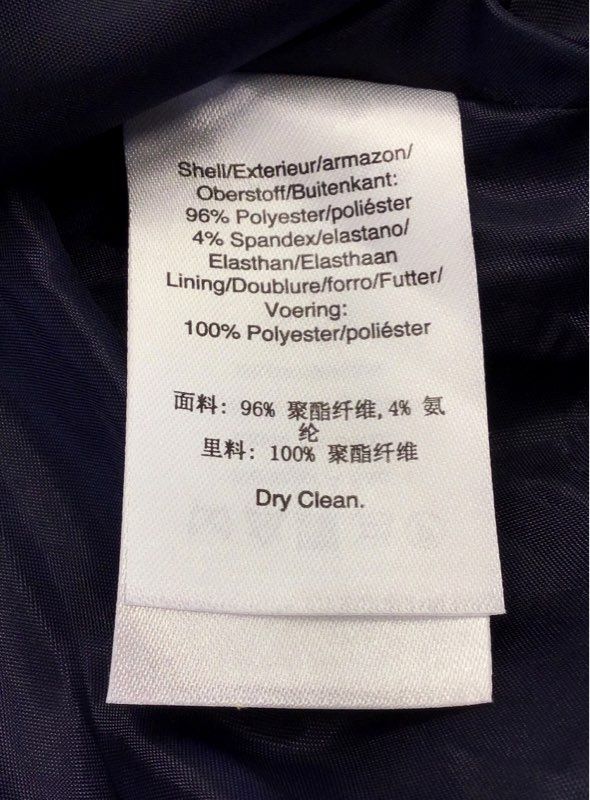 Shell/Exterieur/armazon/
Oberstoff/Buitenkant:
96% Polyester/poliéster
4% Spandex/elastano/
Elasthan/Elasthaan
Lining/Doublure/forro/Futter/
Voering:
100% Polyester/poliéster
面料: 96% 聚酯纤维,4% 氨
纶
里料: 100% 聚酯纤维
Dry Clean.